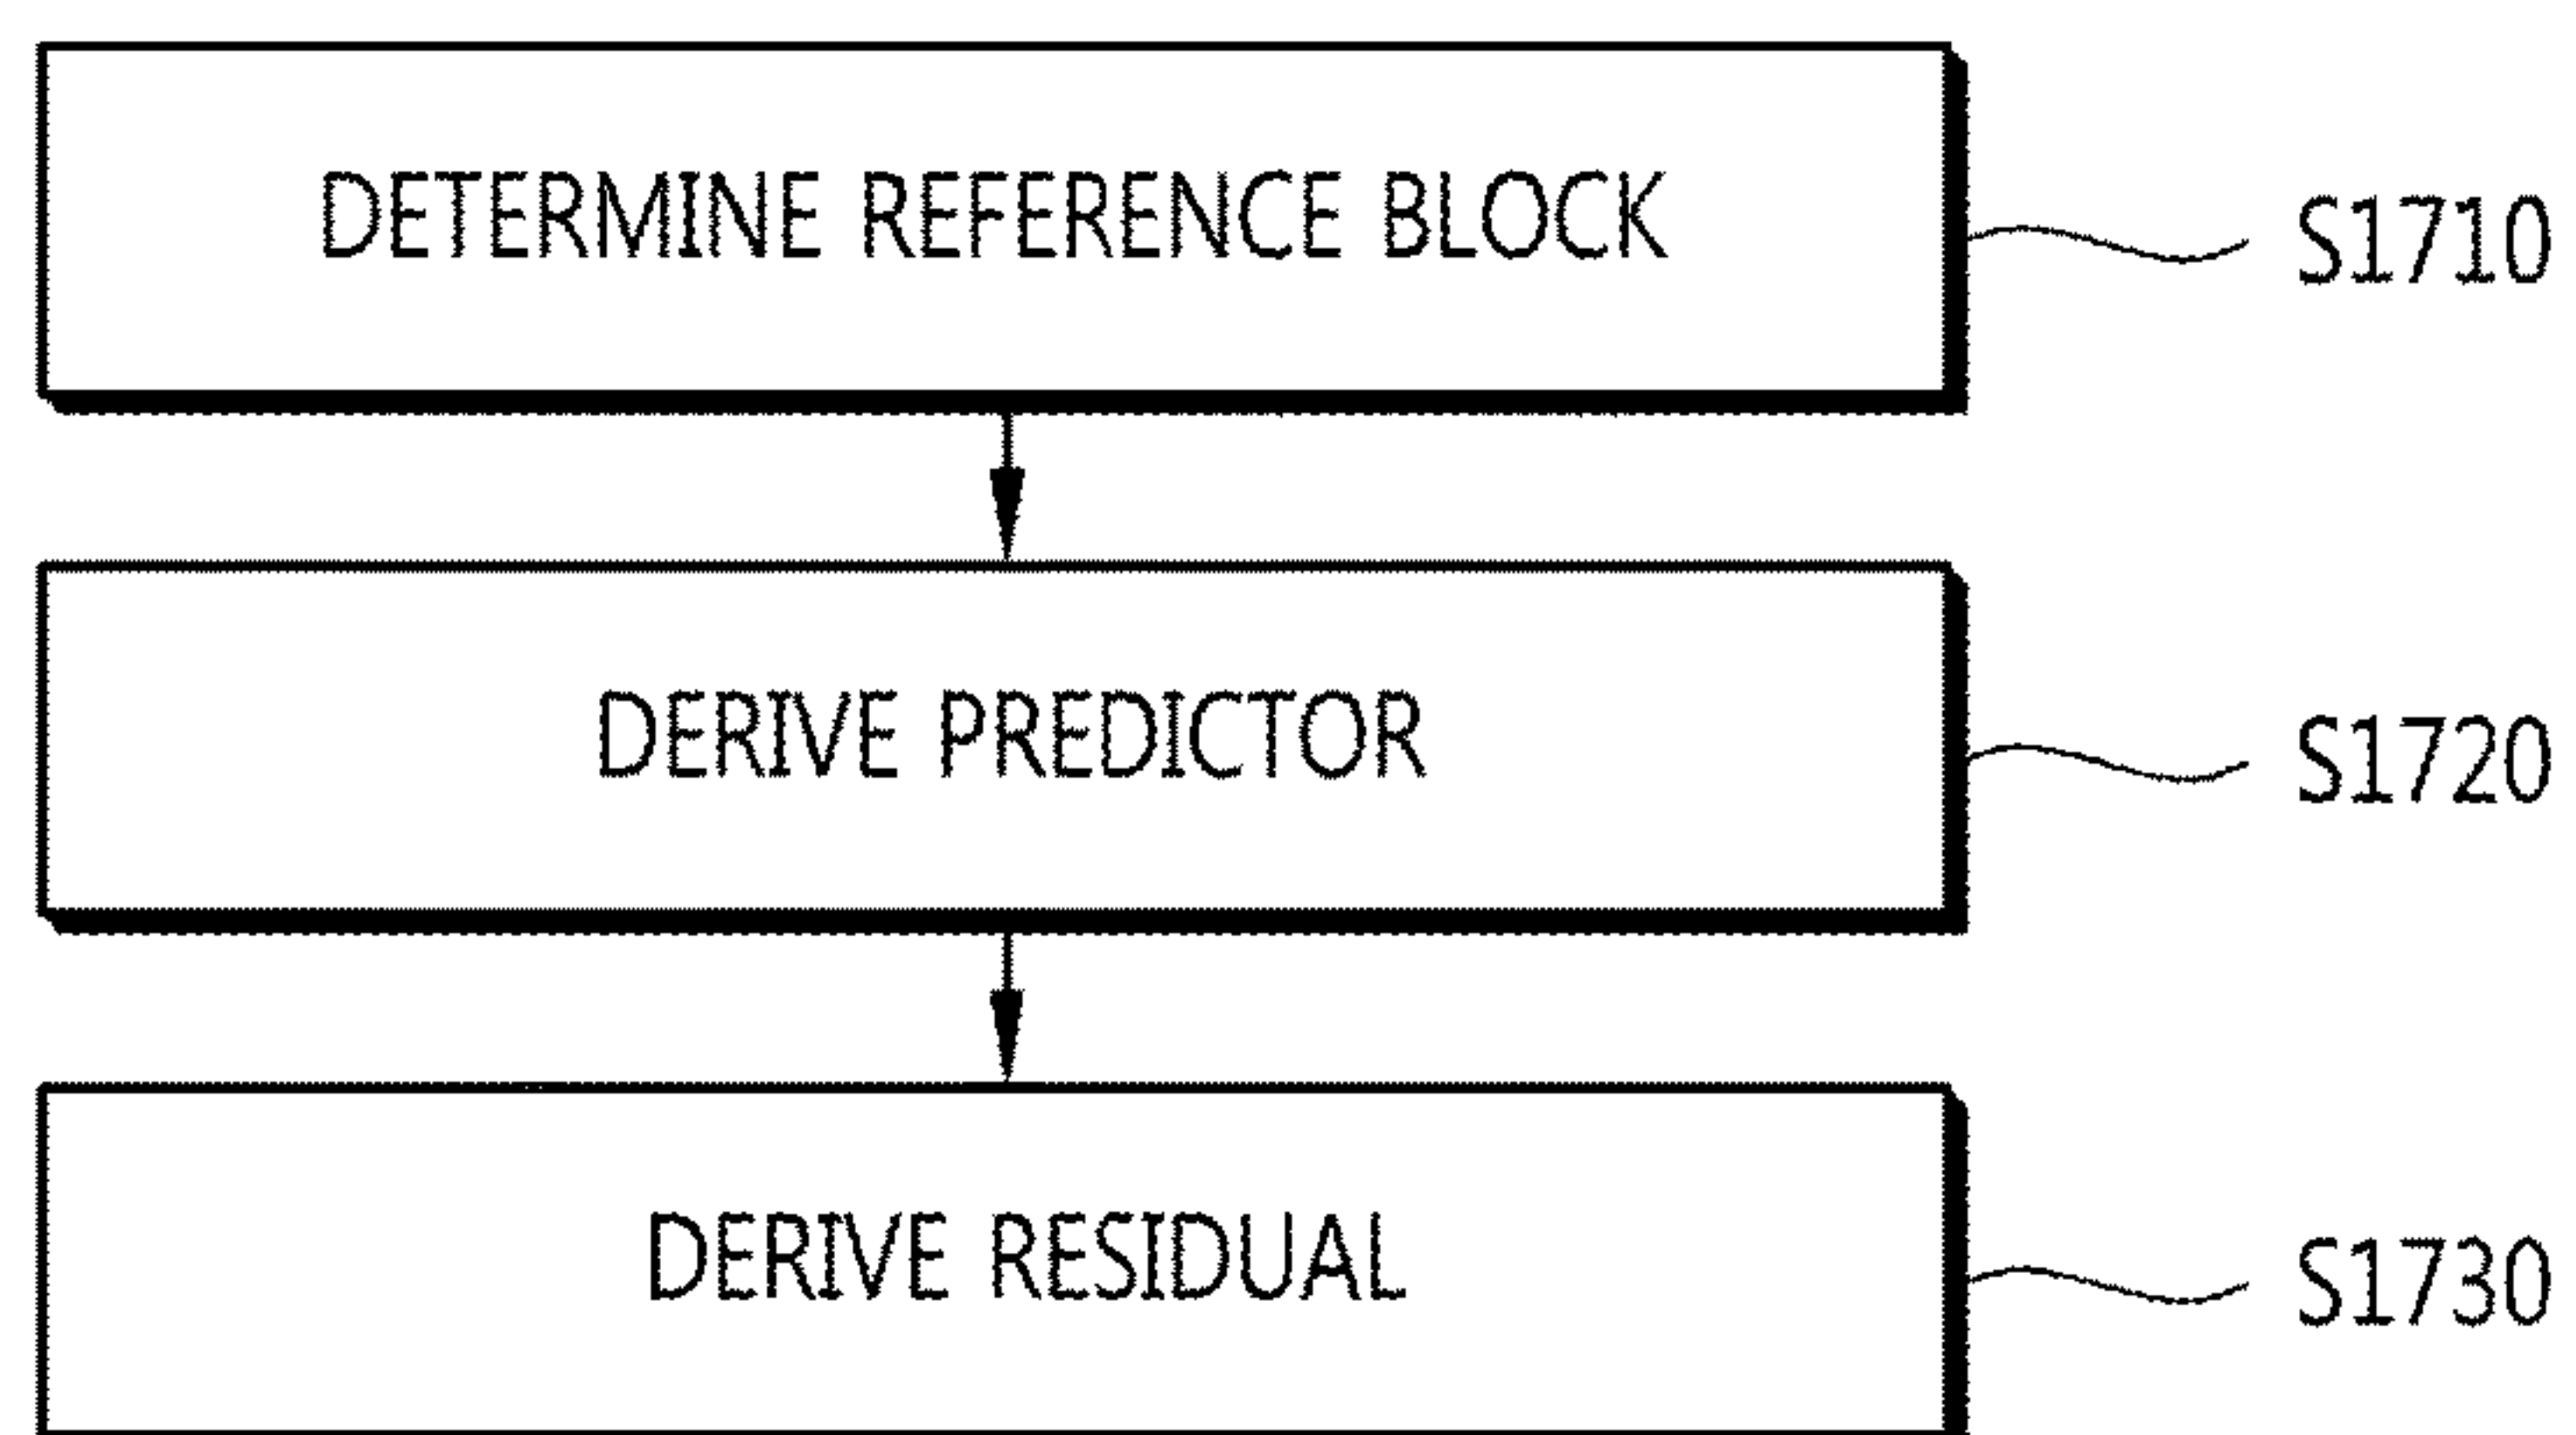 DETERMINE REFERENCE BLOCK
S1710
DERIVE PREDICTOR
S1720
DERIVE RESIDUAL
S1730